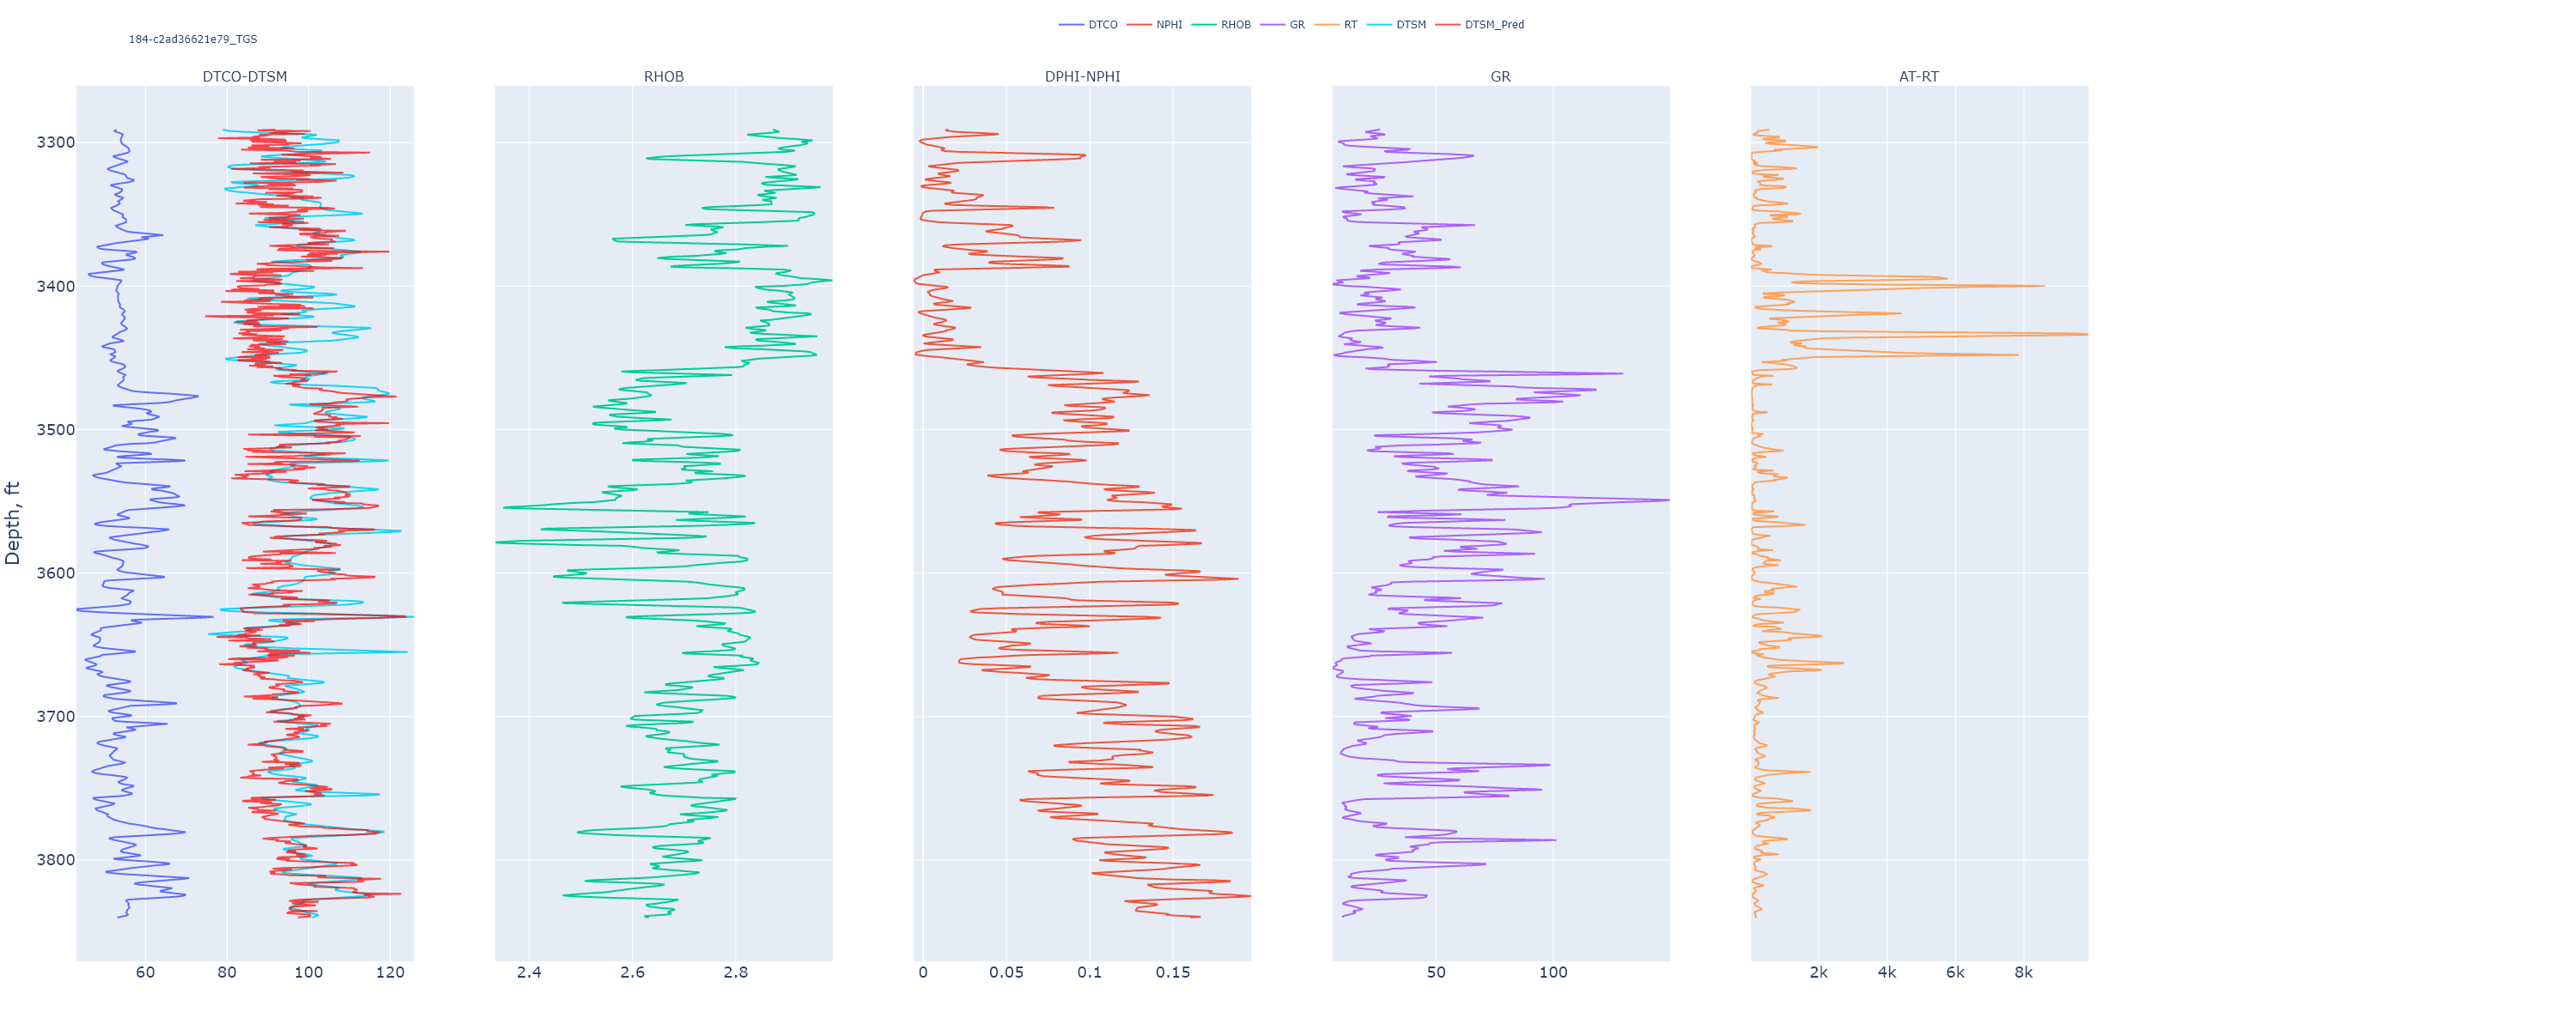 DTCO NPHI RHOB GR RT DTSM DTSM_Pred
184-c2ad36621e79_TGS
DTCO-DTSM RHOB DPHI-NPHI GR AT-RT
3300
3400
3500
3600
3700
3800
Depth, ft
60 80 100 120 2.4 2.6 2.8 0 0.05 0.1 0.15 50 100 2k 4k 6k 8k